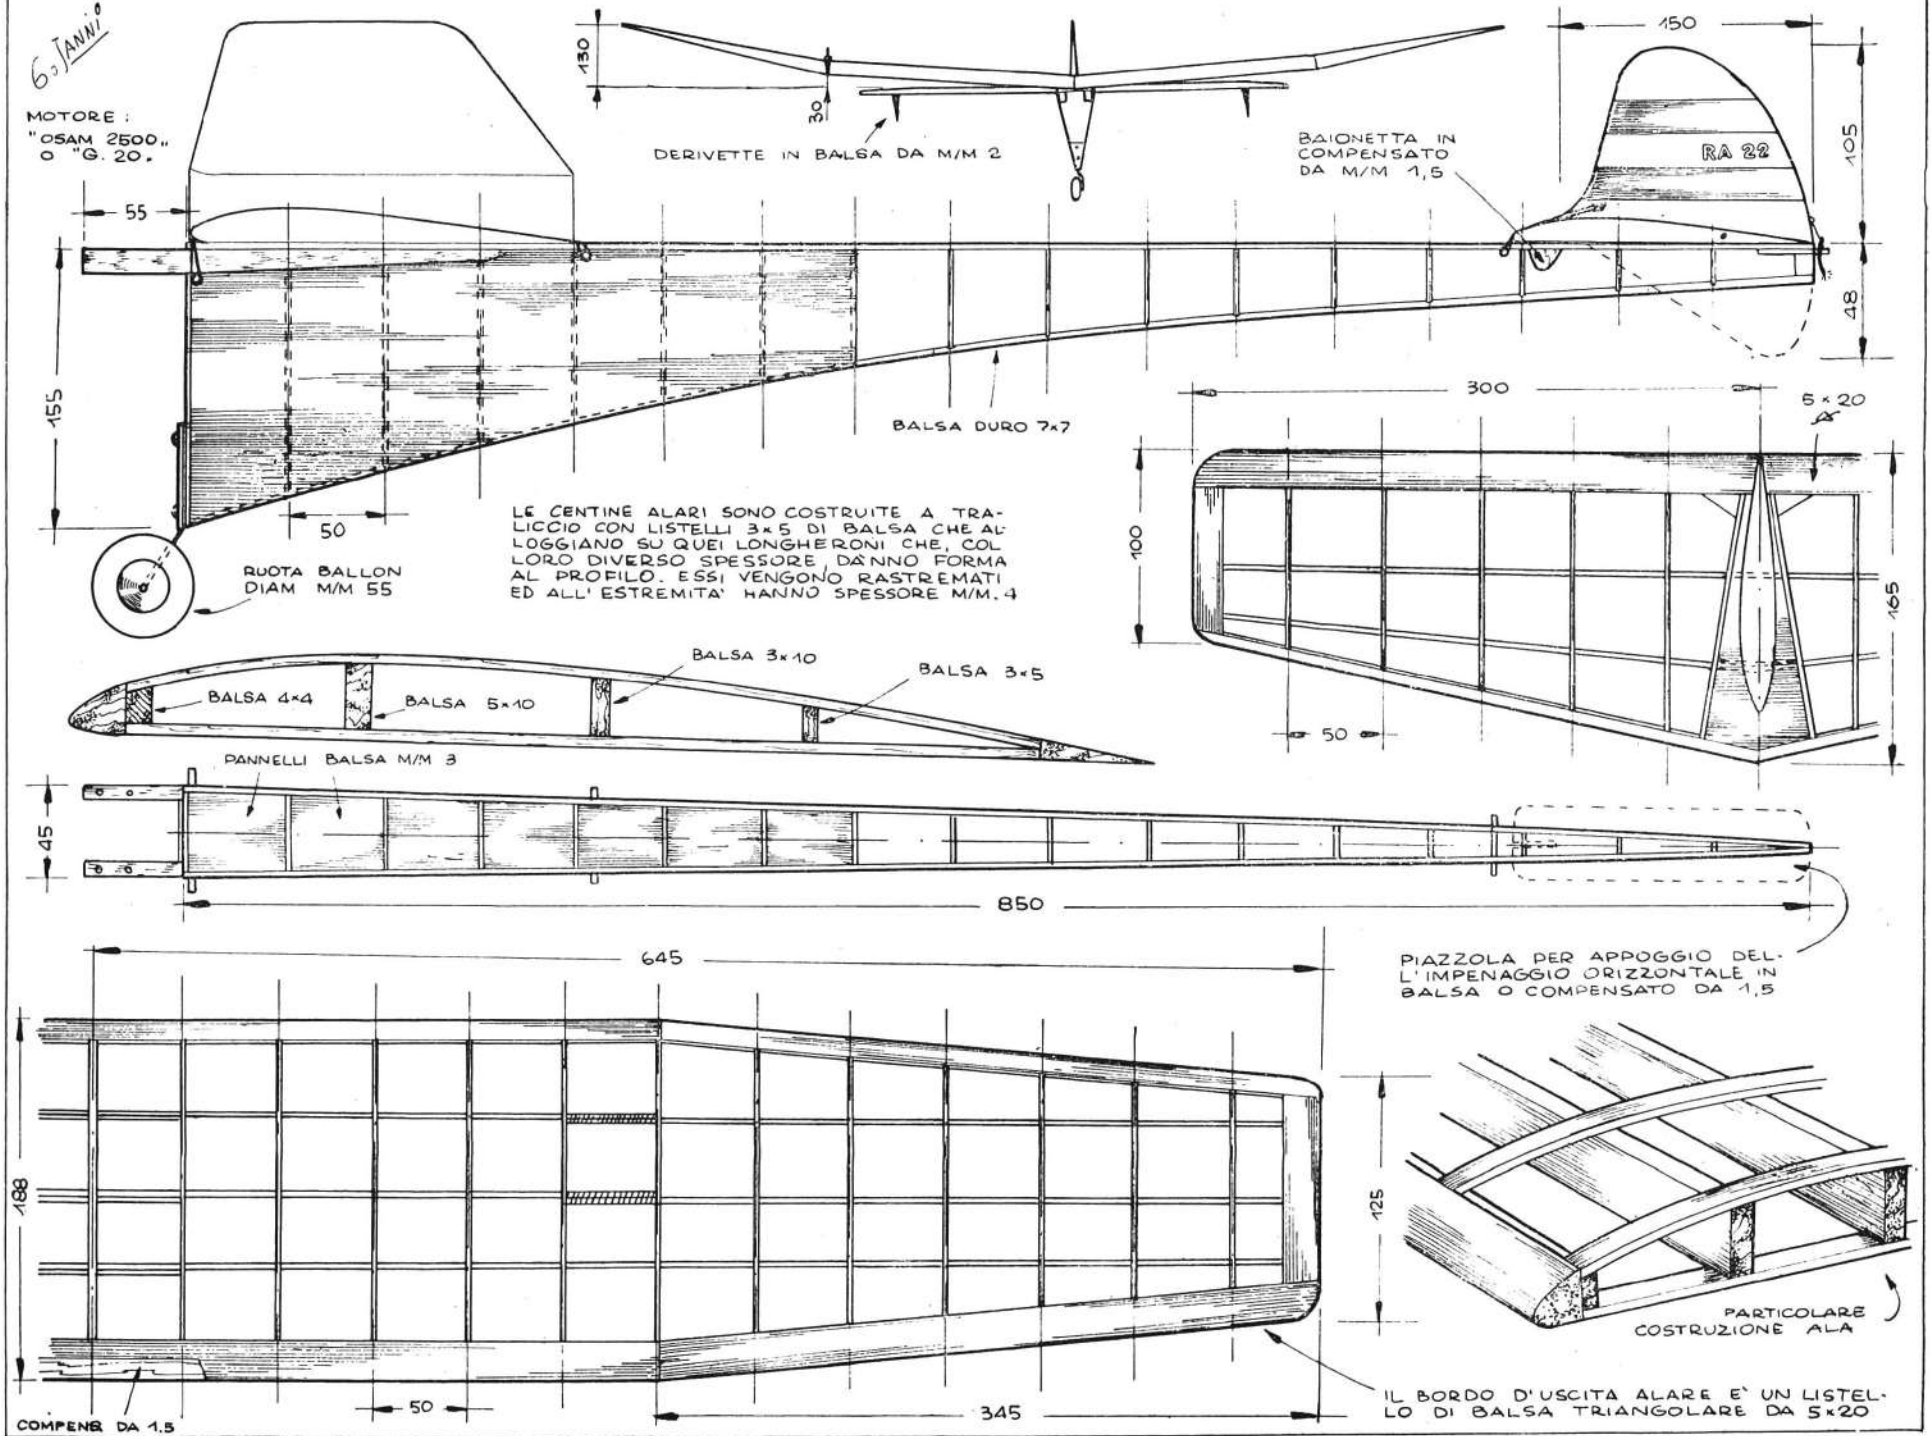 G. JANNI
MOTORE:
"OSAM 2500„
O "G. 20.
55
155
50
RUOTA BALLON
DIAM M/M 55
130
30
DERIVETTE IN BALSA DA M/M 2
BAIONETTA IN
COMPENSATO
DA M/M 1,5
150
RA 22
105
48
BALSA DURO 7x7
LE CENTINE ALARI SONO COSTRUITE A TRA-
LICCIO CON LISTELLI 3x5 DI BALSA CHE AL-
LOGGIANO SU QUEI LONGHERONI CHE, COL
LORO DIVERSO SPESSORE, DANNO FORMA
AL PROFILO. ESSI VENGONO RASTREMATI
ED ALL' ESTREMITA' HANNO SPESSORE M/M. 4
300
5 x 20
100
165
50
BALSA 3x10
BALSA 3x5
BALSA 4x4
BALSA 5x10
PANNELLI BALSA M/M 3
45
850
PIAZZOLA PER APPOGGIO DEL-
L'IMPENAGGIO ORIZZONTALE IN
BALSA O COMPENSATO DA 1,5
645
188
125
50
345
COMPENS DA 1.5
PARTICOLARE
COSTRUZIONE ALA
IL BORDO D'USCITA ALARE E' UN LISTEL-
LO DI BALSA TRIANGOLARE DA 5x20